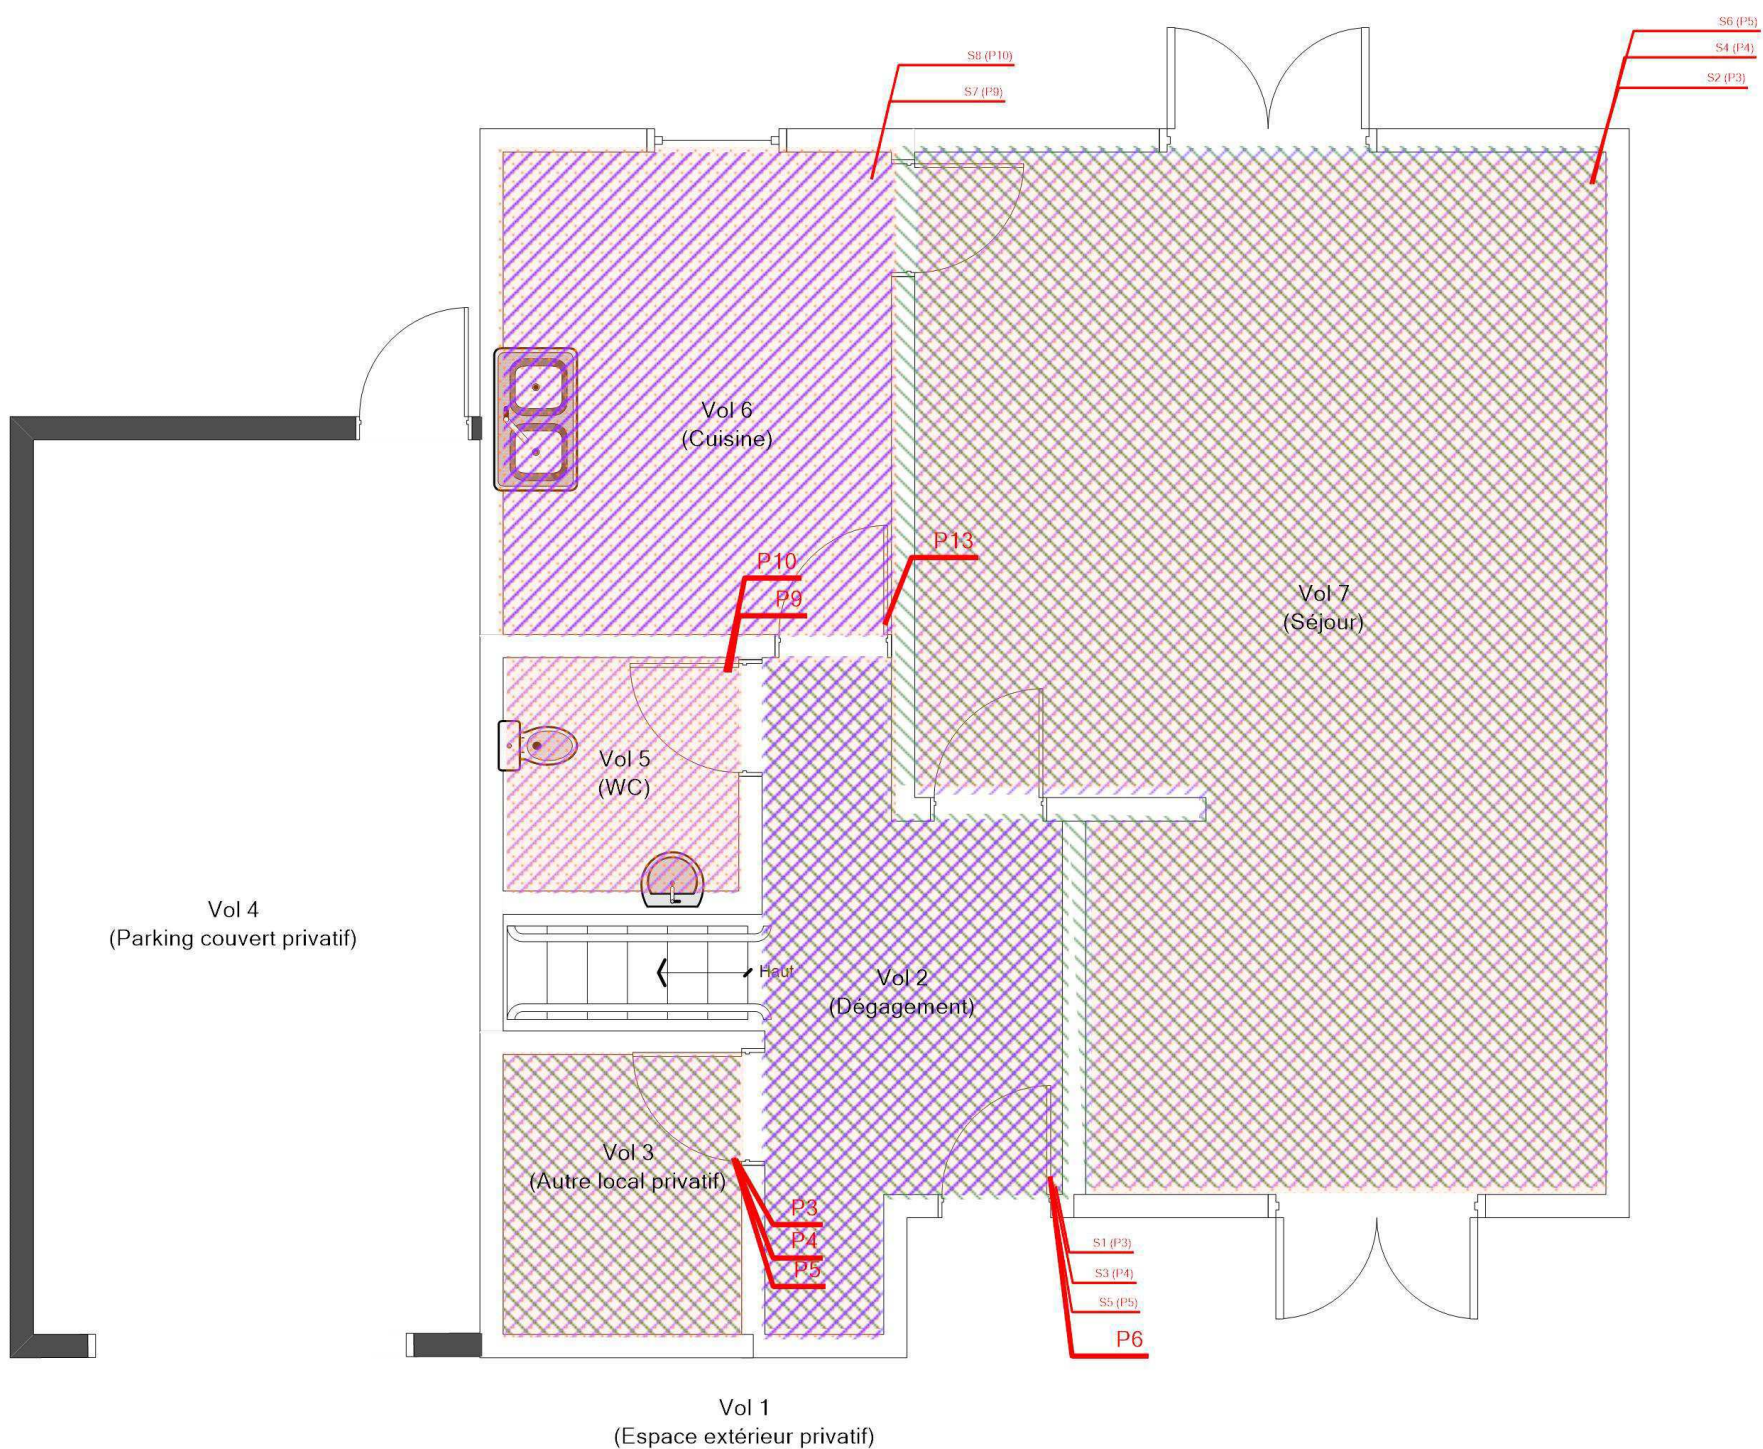 S6 (P5)
S4 (P4)
S2 (P3)
S8 (P10)
S7 (P9)
Vol 6
(Cuisine)
P13
P10
P9
Vol 7
(Séjour)
Vol 5
(WC)
Vol 4
(Parking couvert privatif)
Haut
Vol 2
(Dégagement)
Vol 3
(Autre local privatif)
P3
P4
P5
S1 (P3)
S3 (P4)
S5 (P5)
P6
Vol 1
(Espace extérieur privatif)